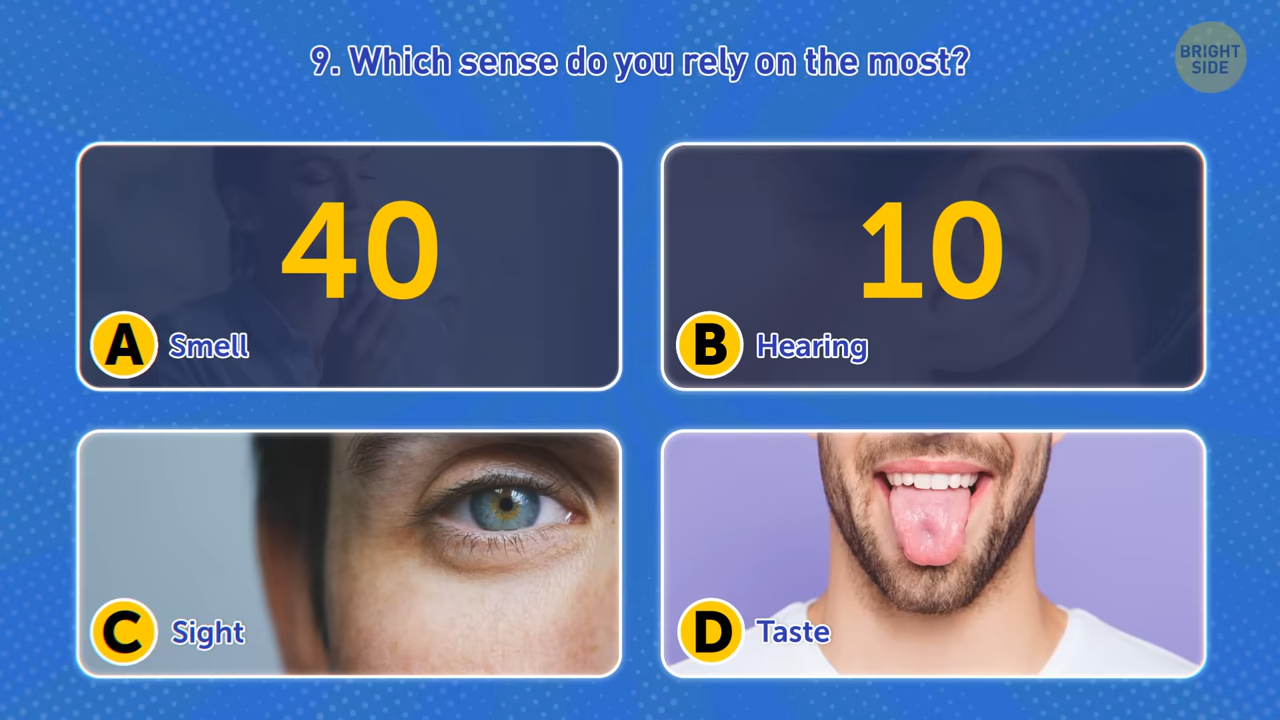 9. Which sense do you rely on the most?
BRIGHT
SIDE
40
A Smell
10
B Hearing
C Sight
D Taste